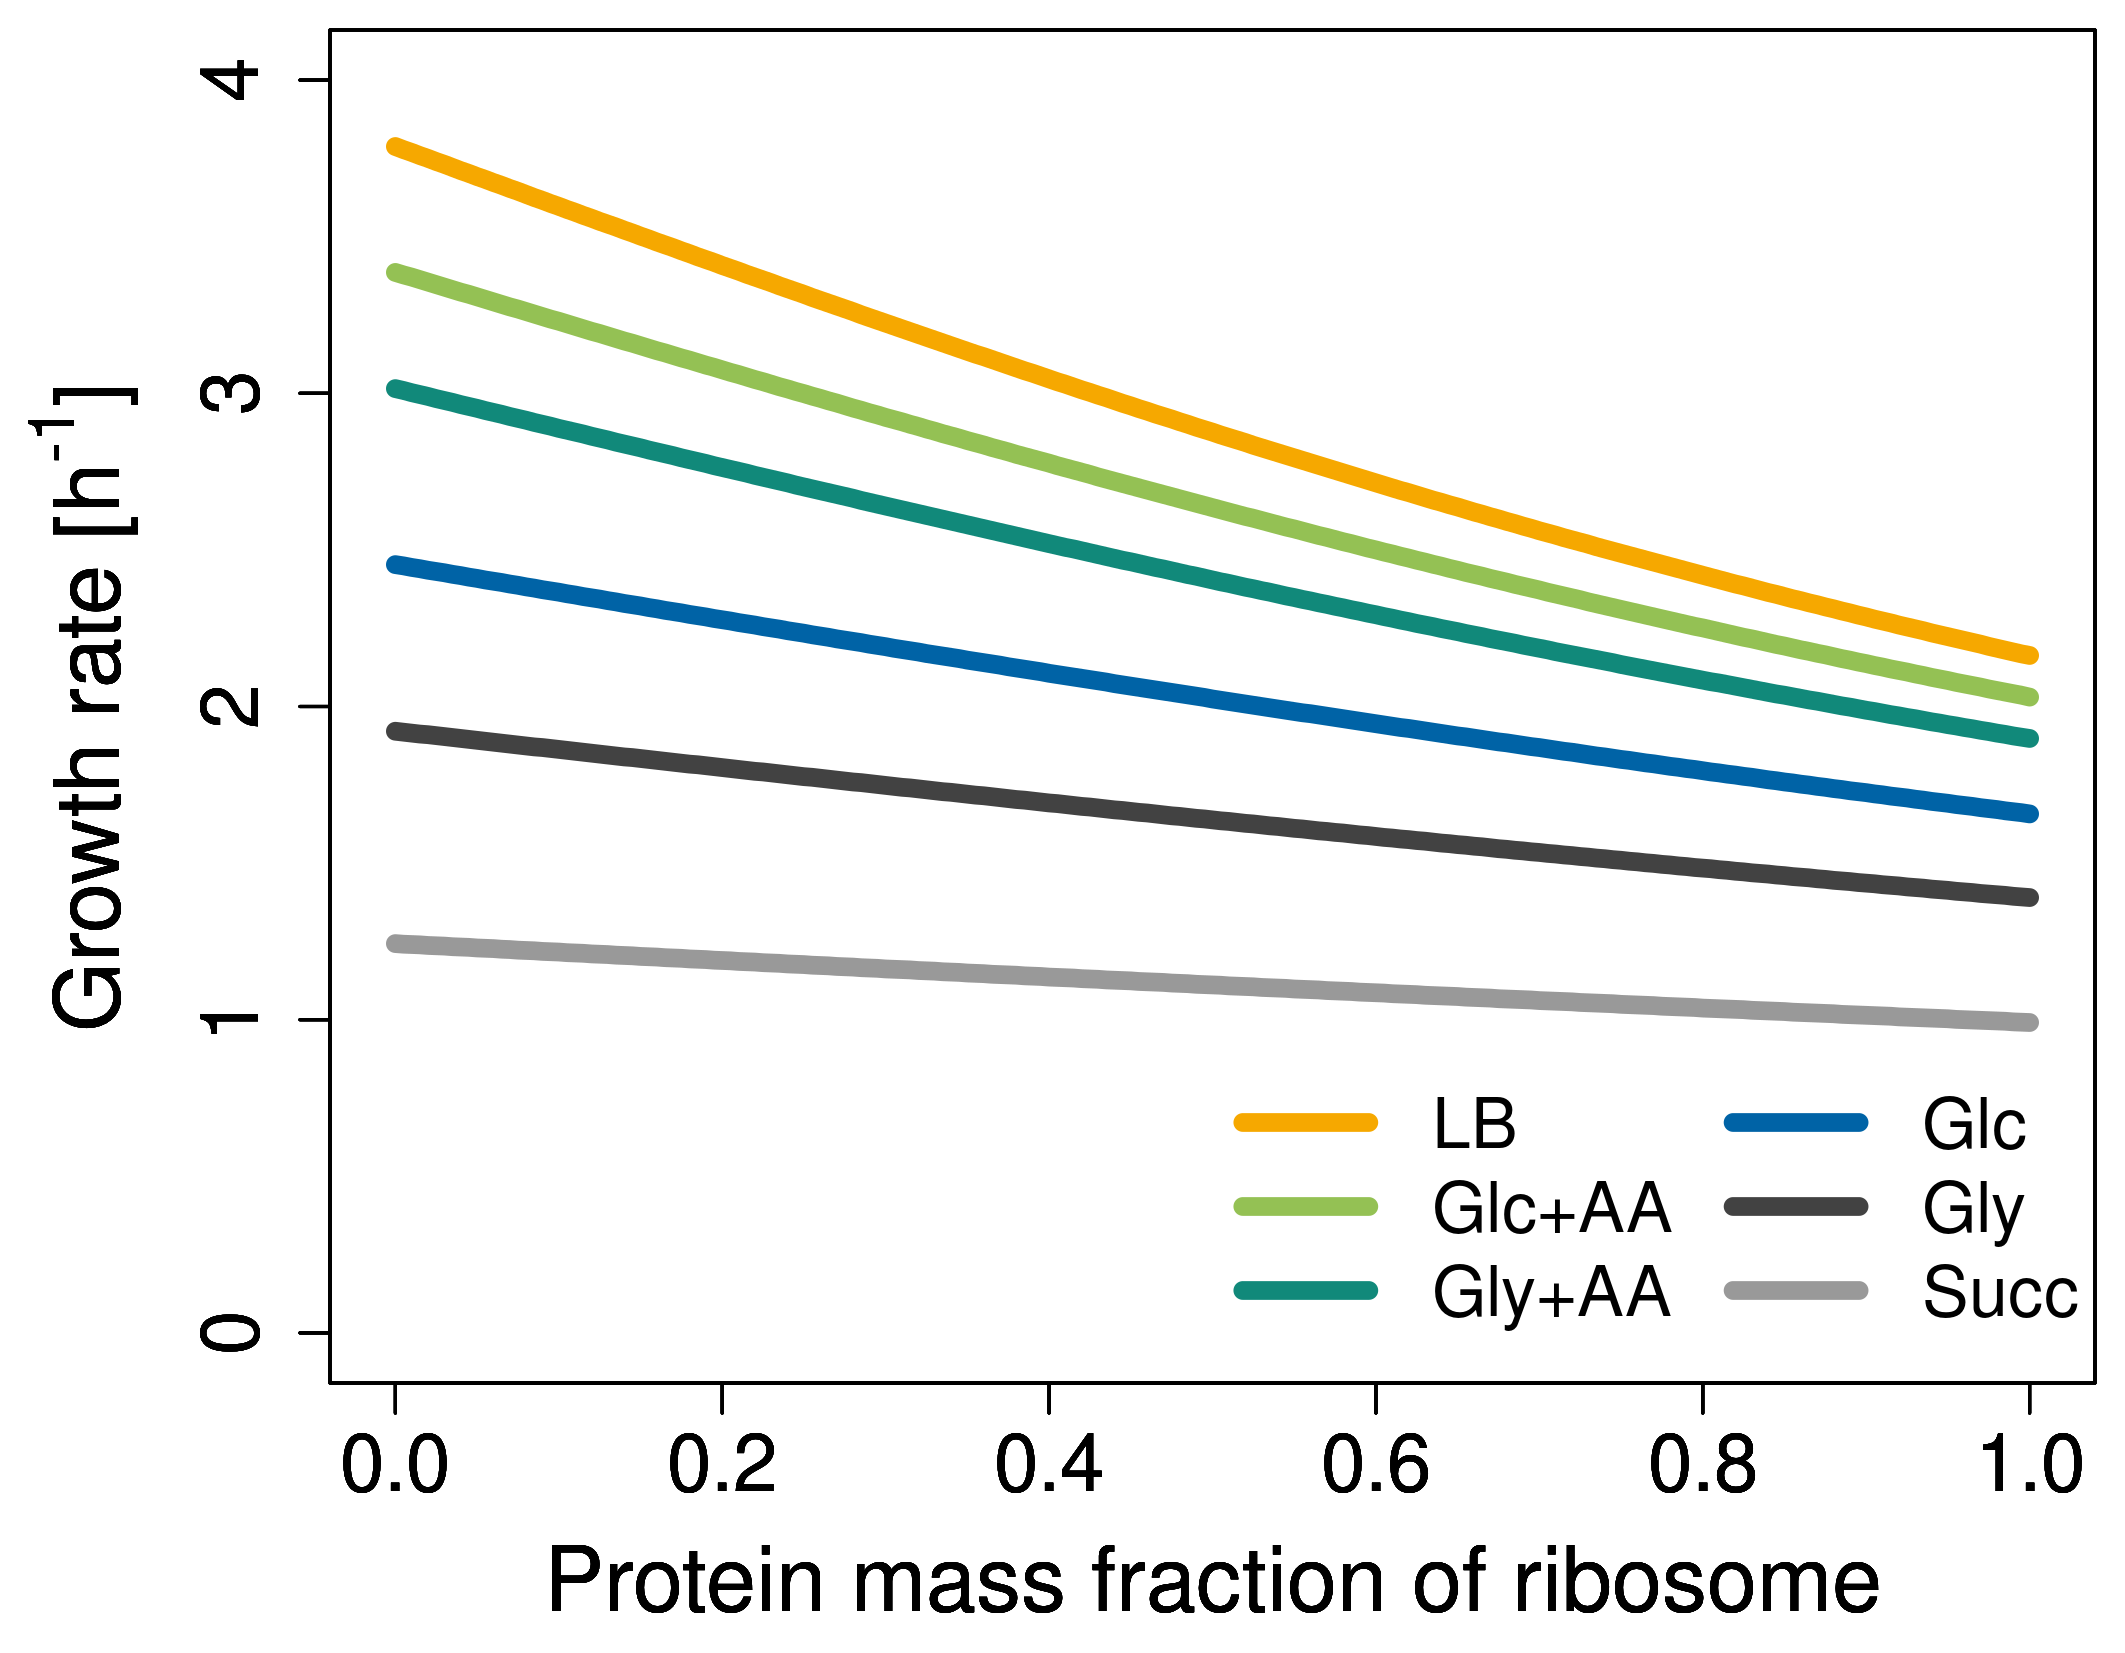 Growth rate [h-1]
4
3
2
1
0
LB
Glc+AA
Gly+AA
Glc
Gly
Succ
0.0 0.2 0.4 0.6 0.8 1.0
Protein mass fraction of ribosome